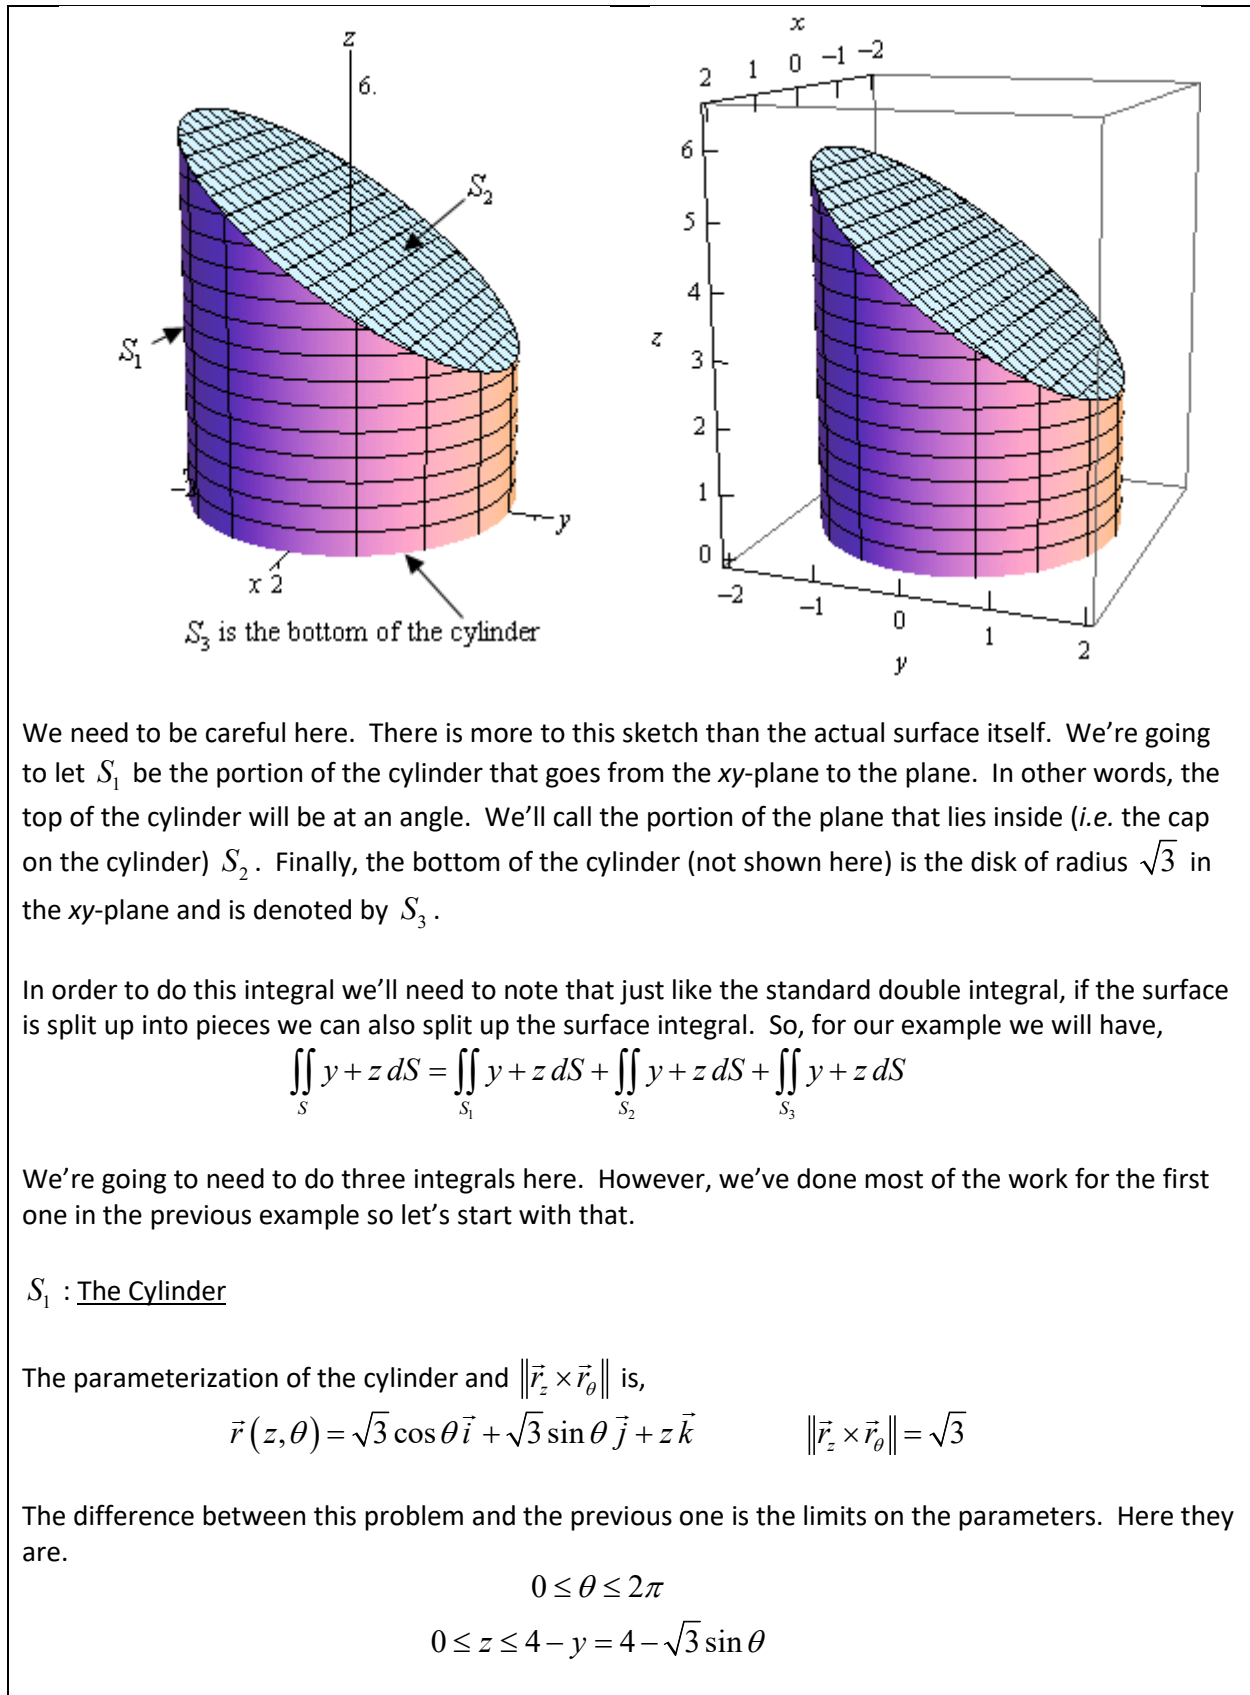 z
6.
S₂
S₁
−2
y
x 2
S₃ is the bottom of the cylinder
x
2 1 0 −1 −2
6
5
4
z
3
2
1
0
−2 −1 0 1 2
y
We need to be careful here. There is more to this sketch than the actual surface itself. We’re going
to let S₁ be the portion of the cylinder that goes from the xy-plane to the plane. In other words, the
top of the cylinder will be at an angle. We’ll call the portion of the plane that lies inside (i.e. the cap
on the cylinder) S₂. Finally, the bottom of the cylinder (not shown here) is the disk of radius √3 in
the xy-plane and is denoted by S₃.
In order to do this integral we’ll need to note that just like the standard double integral, if the surface
is split up into pieces we can also split up the surface integral. So, for our example we will have,
∬_S y + z dS = ∬_S₁ y + z dS + ∬_S₂ y + z dS + ∬_S₃ y + z dS
We’re going to need to do three integrals here. However, we’ve done most of the work for the first
one in the previous example so let’s start with that.
S₁ : The Cylinder
The parameterization of the cylinder and ‖r⃗_z × r⃗_θ‖ is,
r⃗(z,θ) = √3 cos θ i⃗ + √3 sin θ j⃗ + z k⃗ ‖r⃗_z × r⃗_θ‖ = √3
The difference between this problem and the previous one is the limits on the parameters. Here they
are.
0 ≤ θ ≤ 2π
0 ≤ z ≤ 4 − y = 4 − √3 sin θ